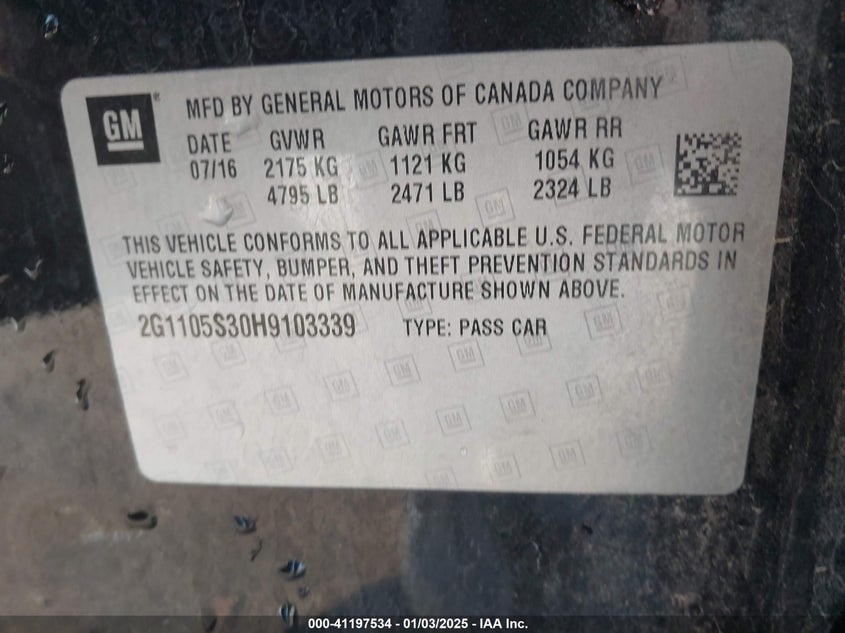 GM ®
MFD BY GENERAL MOTORS OF CANADA COMPANY
DATE GVWR GAWR FRT GAWR RR
07/16 2175 KG 1121 KG 1054 KG
4795 LB 2471 LB 2324 LB
THIS VEHICLE CONFORMS TO ALL APPLICABLE U.S. FEDERAL MOTOR
VEHICLE SAFETY, BUMPER, AND THEFT PREVENTION STANDARDS IN
EFFECT ON THE DATE OF MANUFACTURE SHOWN ABOVE.
2G1105S30H9103339 TYPE: PASS CAR
000-41197534 - 01/03/2025 - IAA Inc.